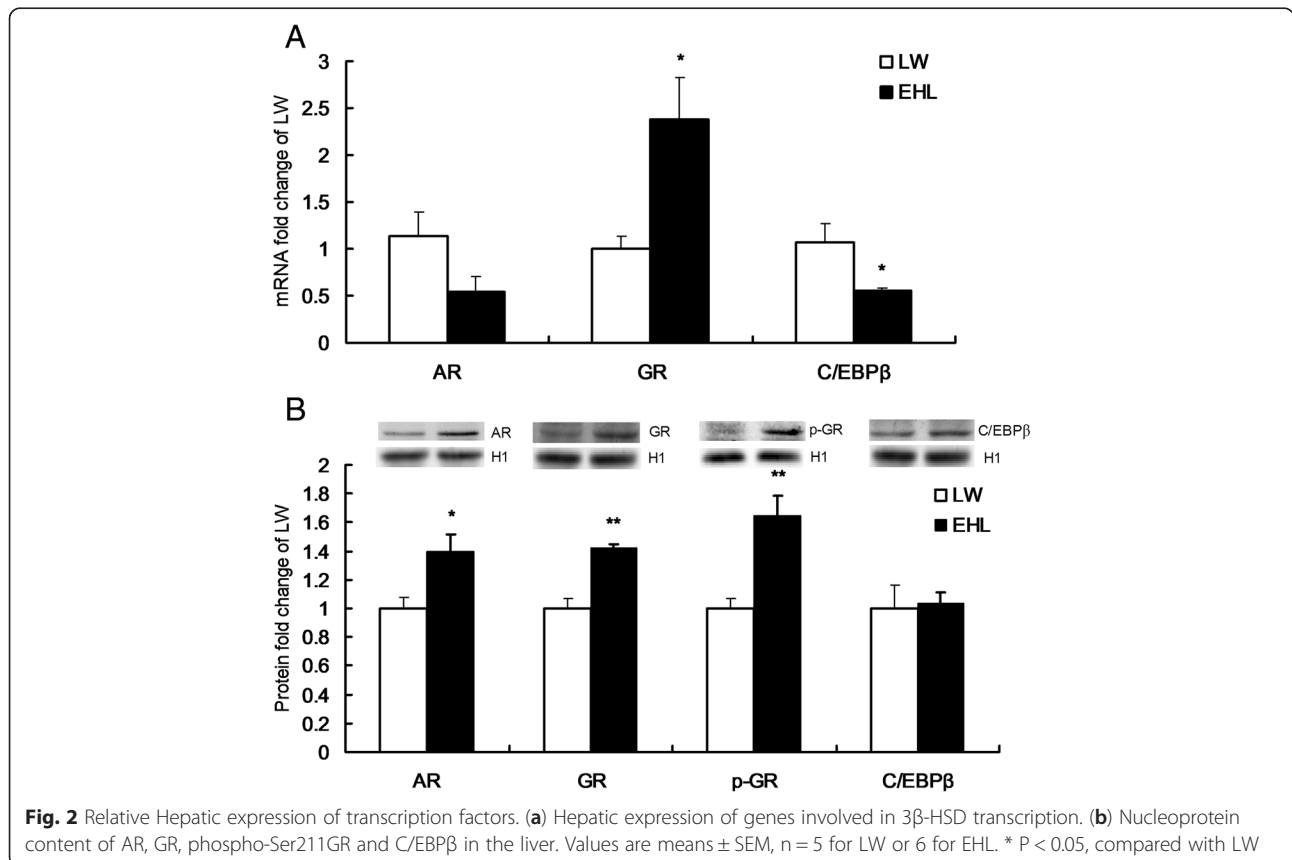 A
mRNA fold change of LW
3
2.5
2
1.5
1
0.5
0
*
*
LW
EHL
AR
GR
C/EBPβ
B
AR
H1
GR
H1
p-GR
H1
C/EBPβ
H1
Protein fold change of LW
2
1.8
1.6
1.4
1.2
1
0.8
0.6
0.4
0.2
0
*
**
**
LW
EHL
AR
GR
p-GR
C/EBPβ
Fig. 2 Relative Hepatic expression of transcription factors. (a) Hepatic expression of genes involved in 3β-HSD transcription. (b) Nucleoprotein
content of AR, GR, phospho-Ser211GR and C/EBPβ in the liver. Values are means ± SEM, n = 5 for LW or 6 for EHL. * P < 0.05, compared with LW